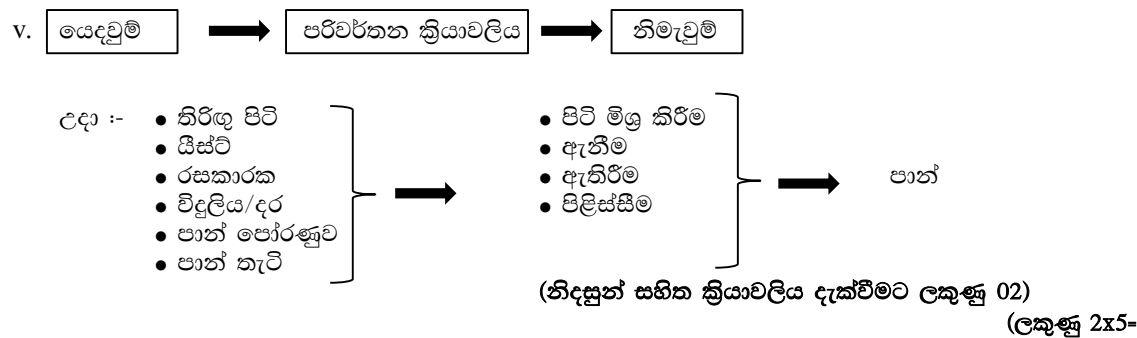 v. යෙදවුම් පරිවර්තන ක්‍රියාවලිය නිමැවුම්
උදා :- ● තිරිඟු පිටි ● පිටි මිශ්‍ර කිරීම
● යීස්ට් ● ඇනීම
● රසකාරක ● ඇතිරීම පාන්
● විදුලිය/දර ● පිළිස්සීම
● පාන් පෝරණුව
● පාන් තැටි
(නිදසුන් සහිත ක්‍රියාවලිය දැක්වීමට ලකුණු 02)
(ලකුණු 2x5=